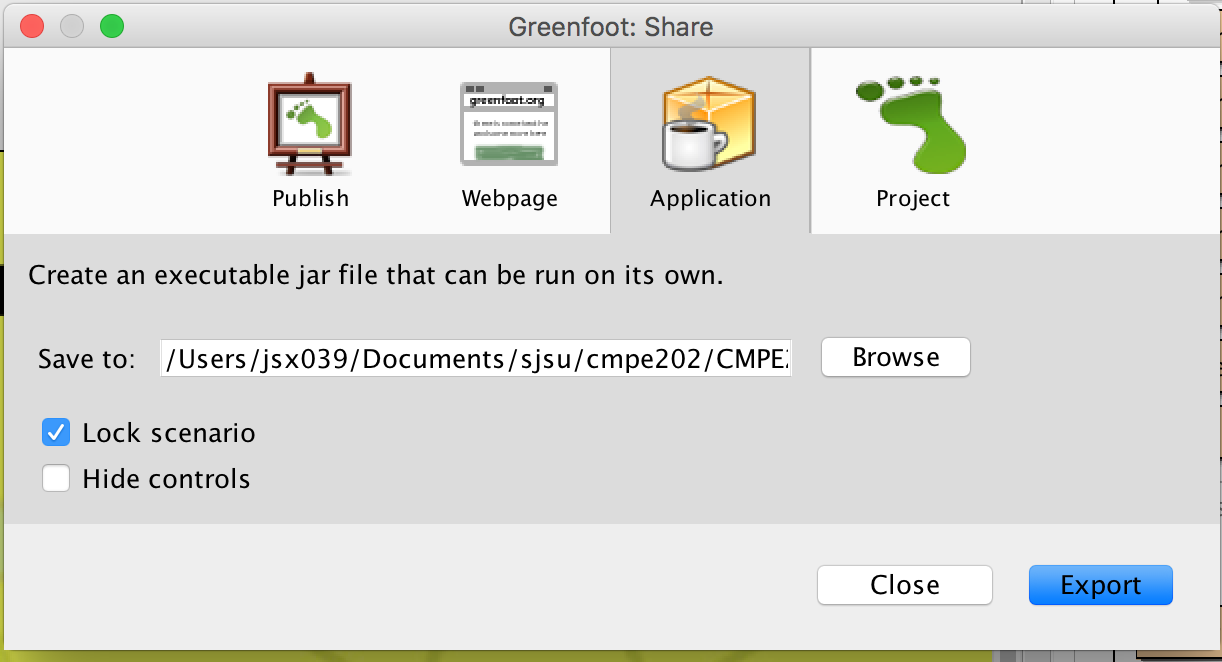 Greenfoot: Share
greenfoot.org
Publish
Webpage
Application
Project
Create an executable jar file that can be run on its own.
Save to: /Users/jsx039/Documents/sjsu/cmpe202/CMPE Browse
Lock scenario
Hide controls
Close Export